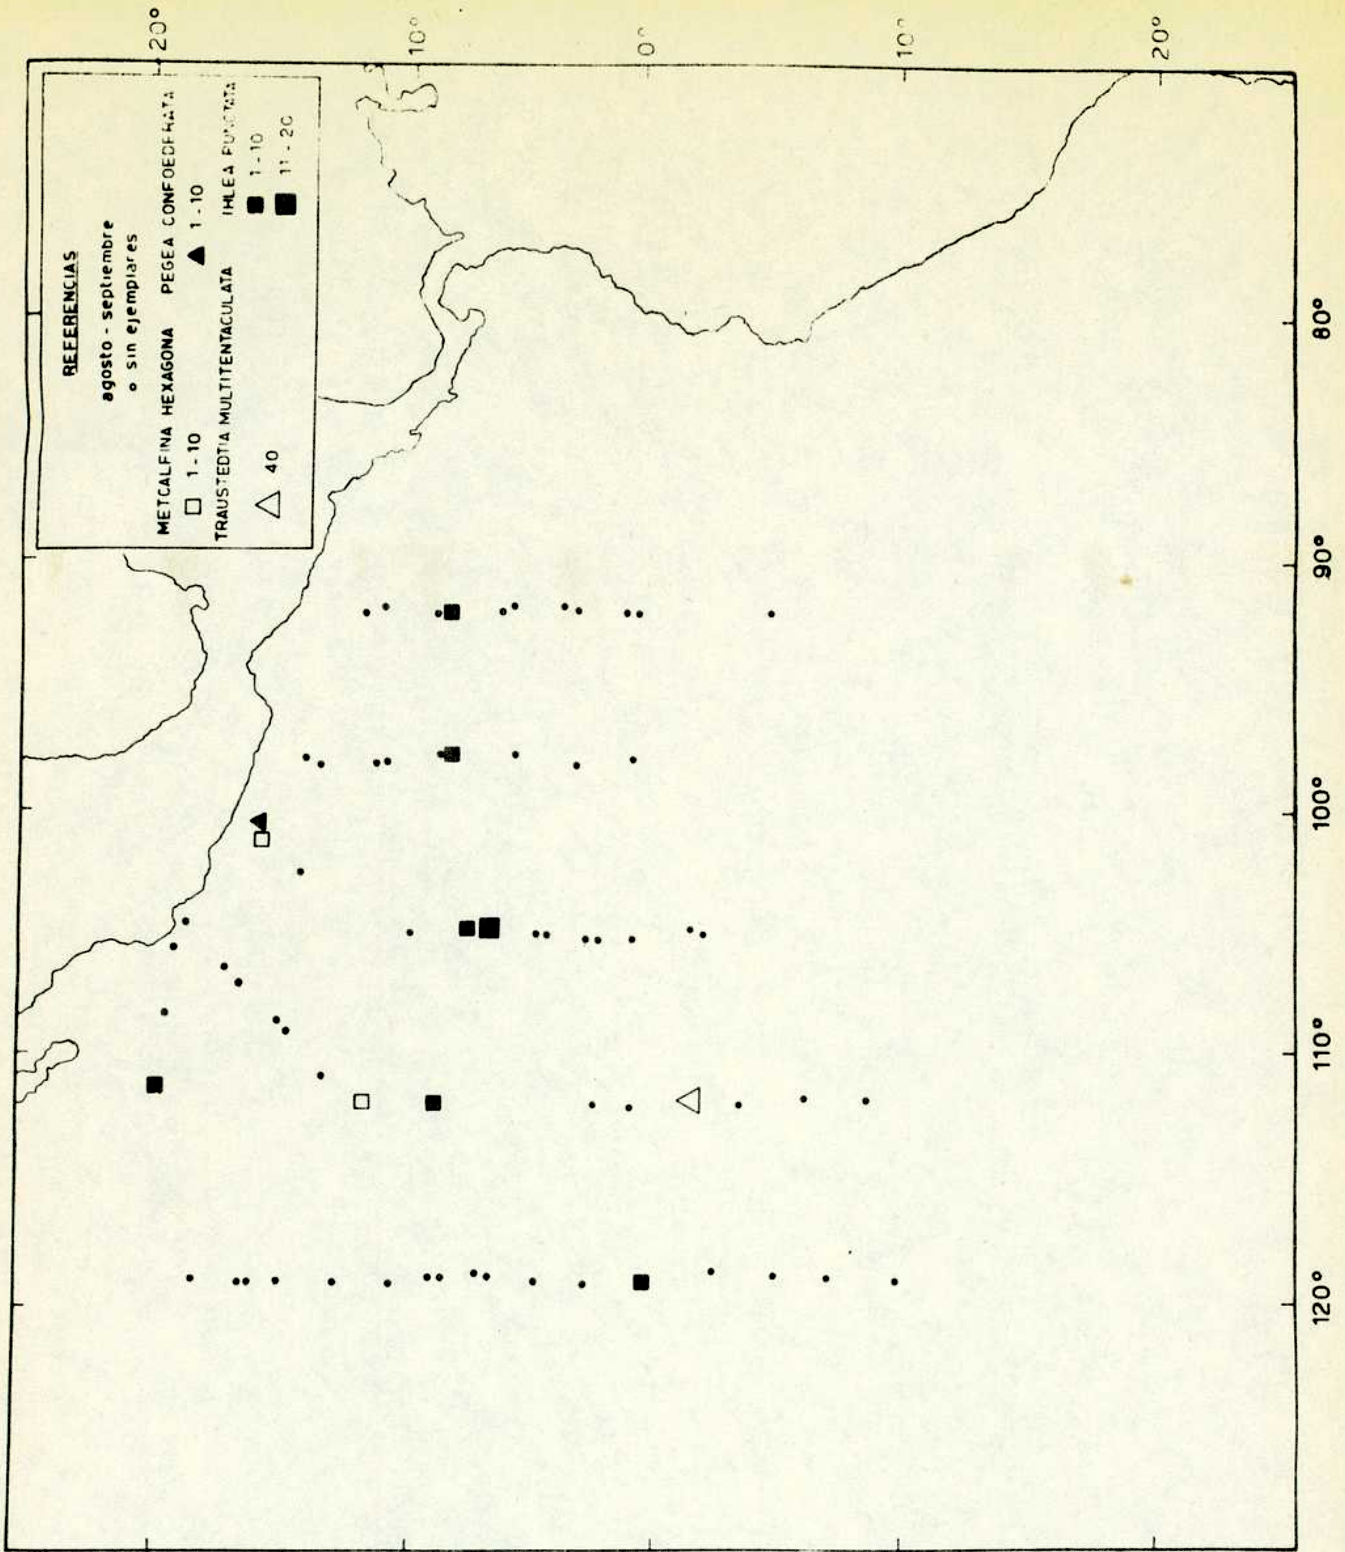 REFERENCIAS
agosto - septiembre
o sin ejemplares
METCALFINA HEXAGONA PEGEA CONFOEDERATA
1 - 10 1 - 10
TRAUSTEDTIA MULTITENTACULATA IHLEA PUNCTATA
40 1 - 10
11 - 20
20°
10°
0°
10°
20°
80°
90°
100°
110°
120°